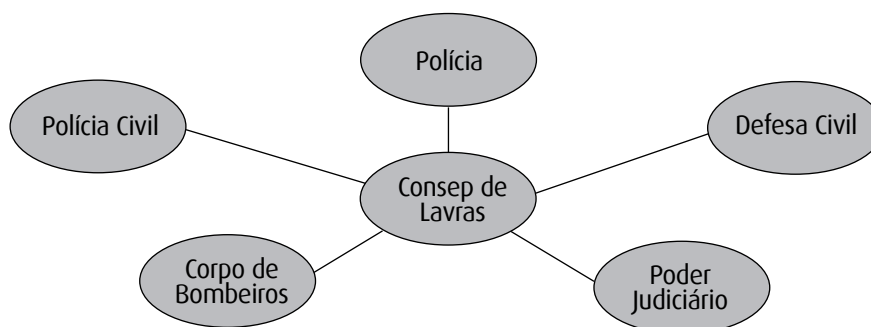 Polícia
Polícia Civil
Defesa Civil
Consep de
Lavras
Corpo de
Bombeiros
Poder
Judiciário